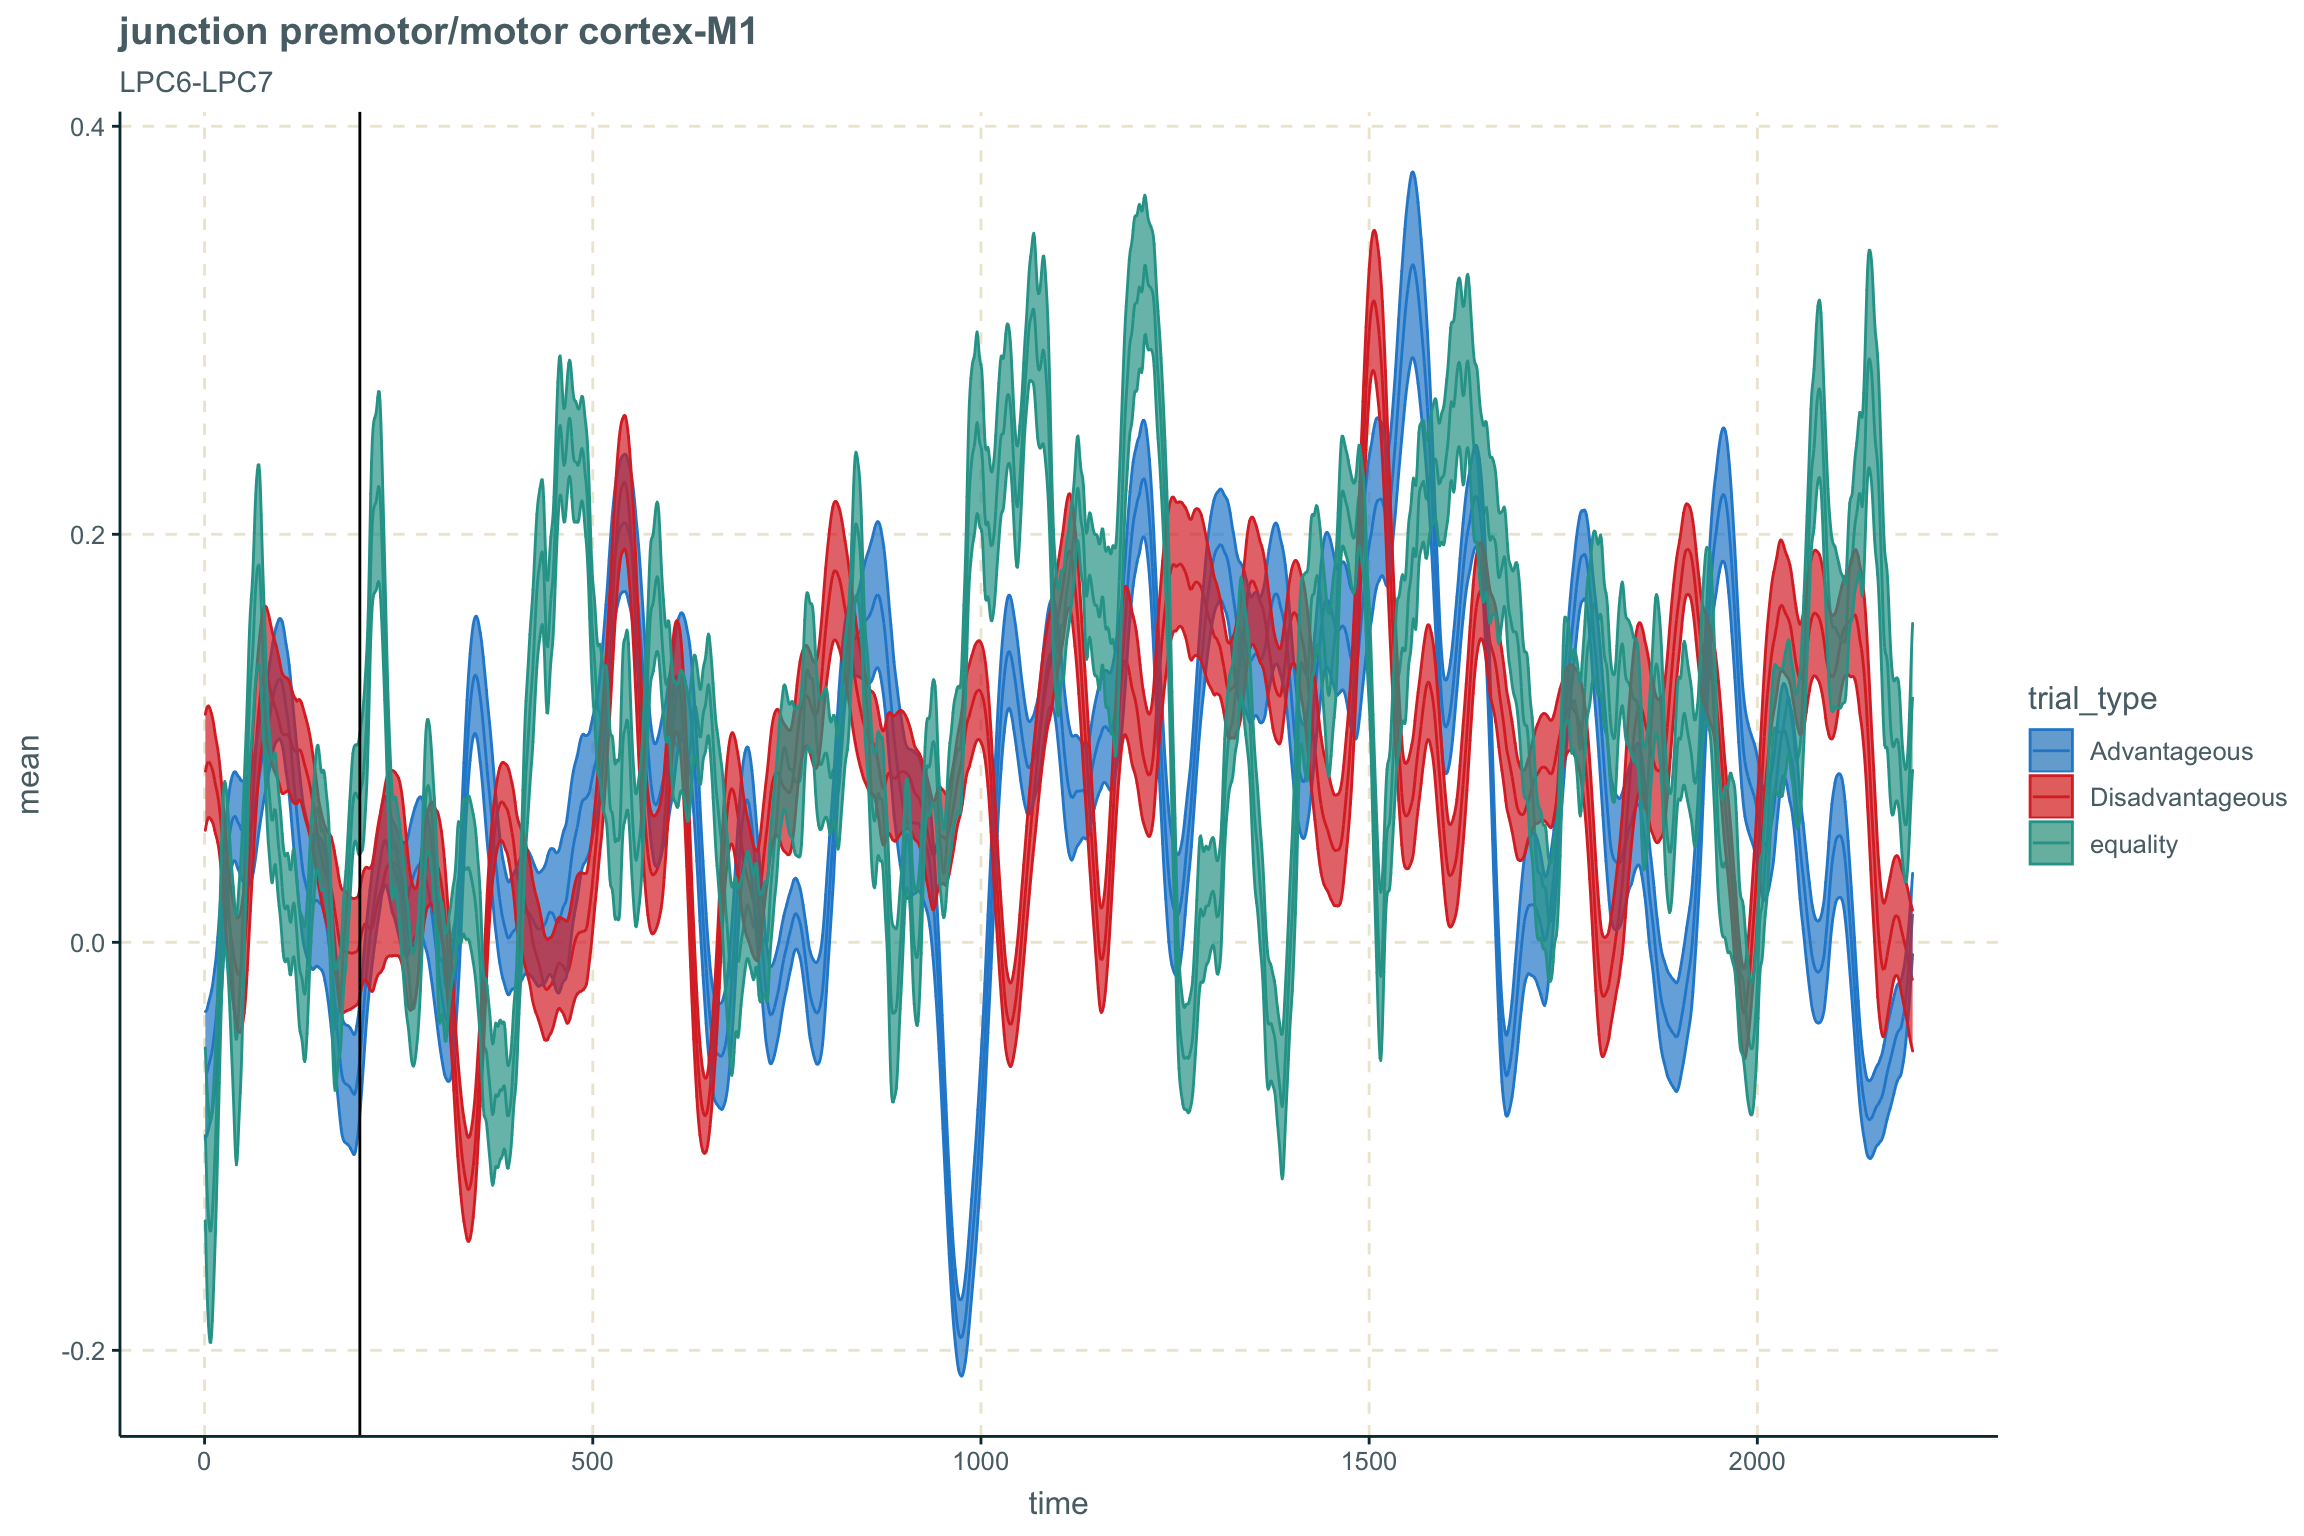 junction premotor/motor cortex-M1
LPC6-LPC7
0.4
0.2
0.0
-0.2
mean
0
500
1000
1500
2000
time
trial_type
Advantageous
Disadvantageous
equality